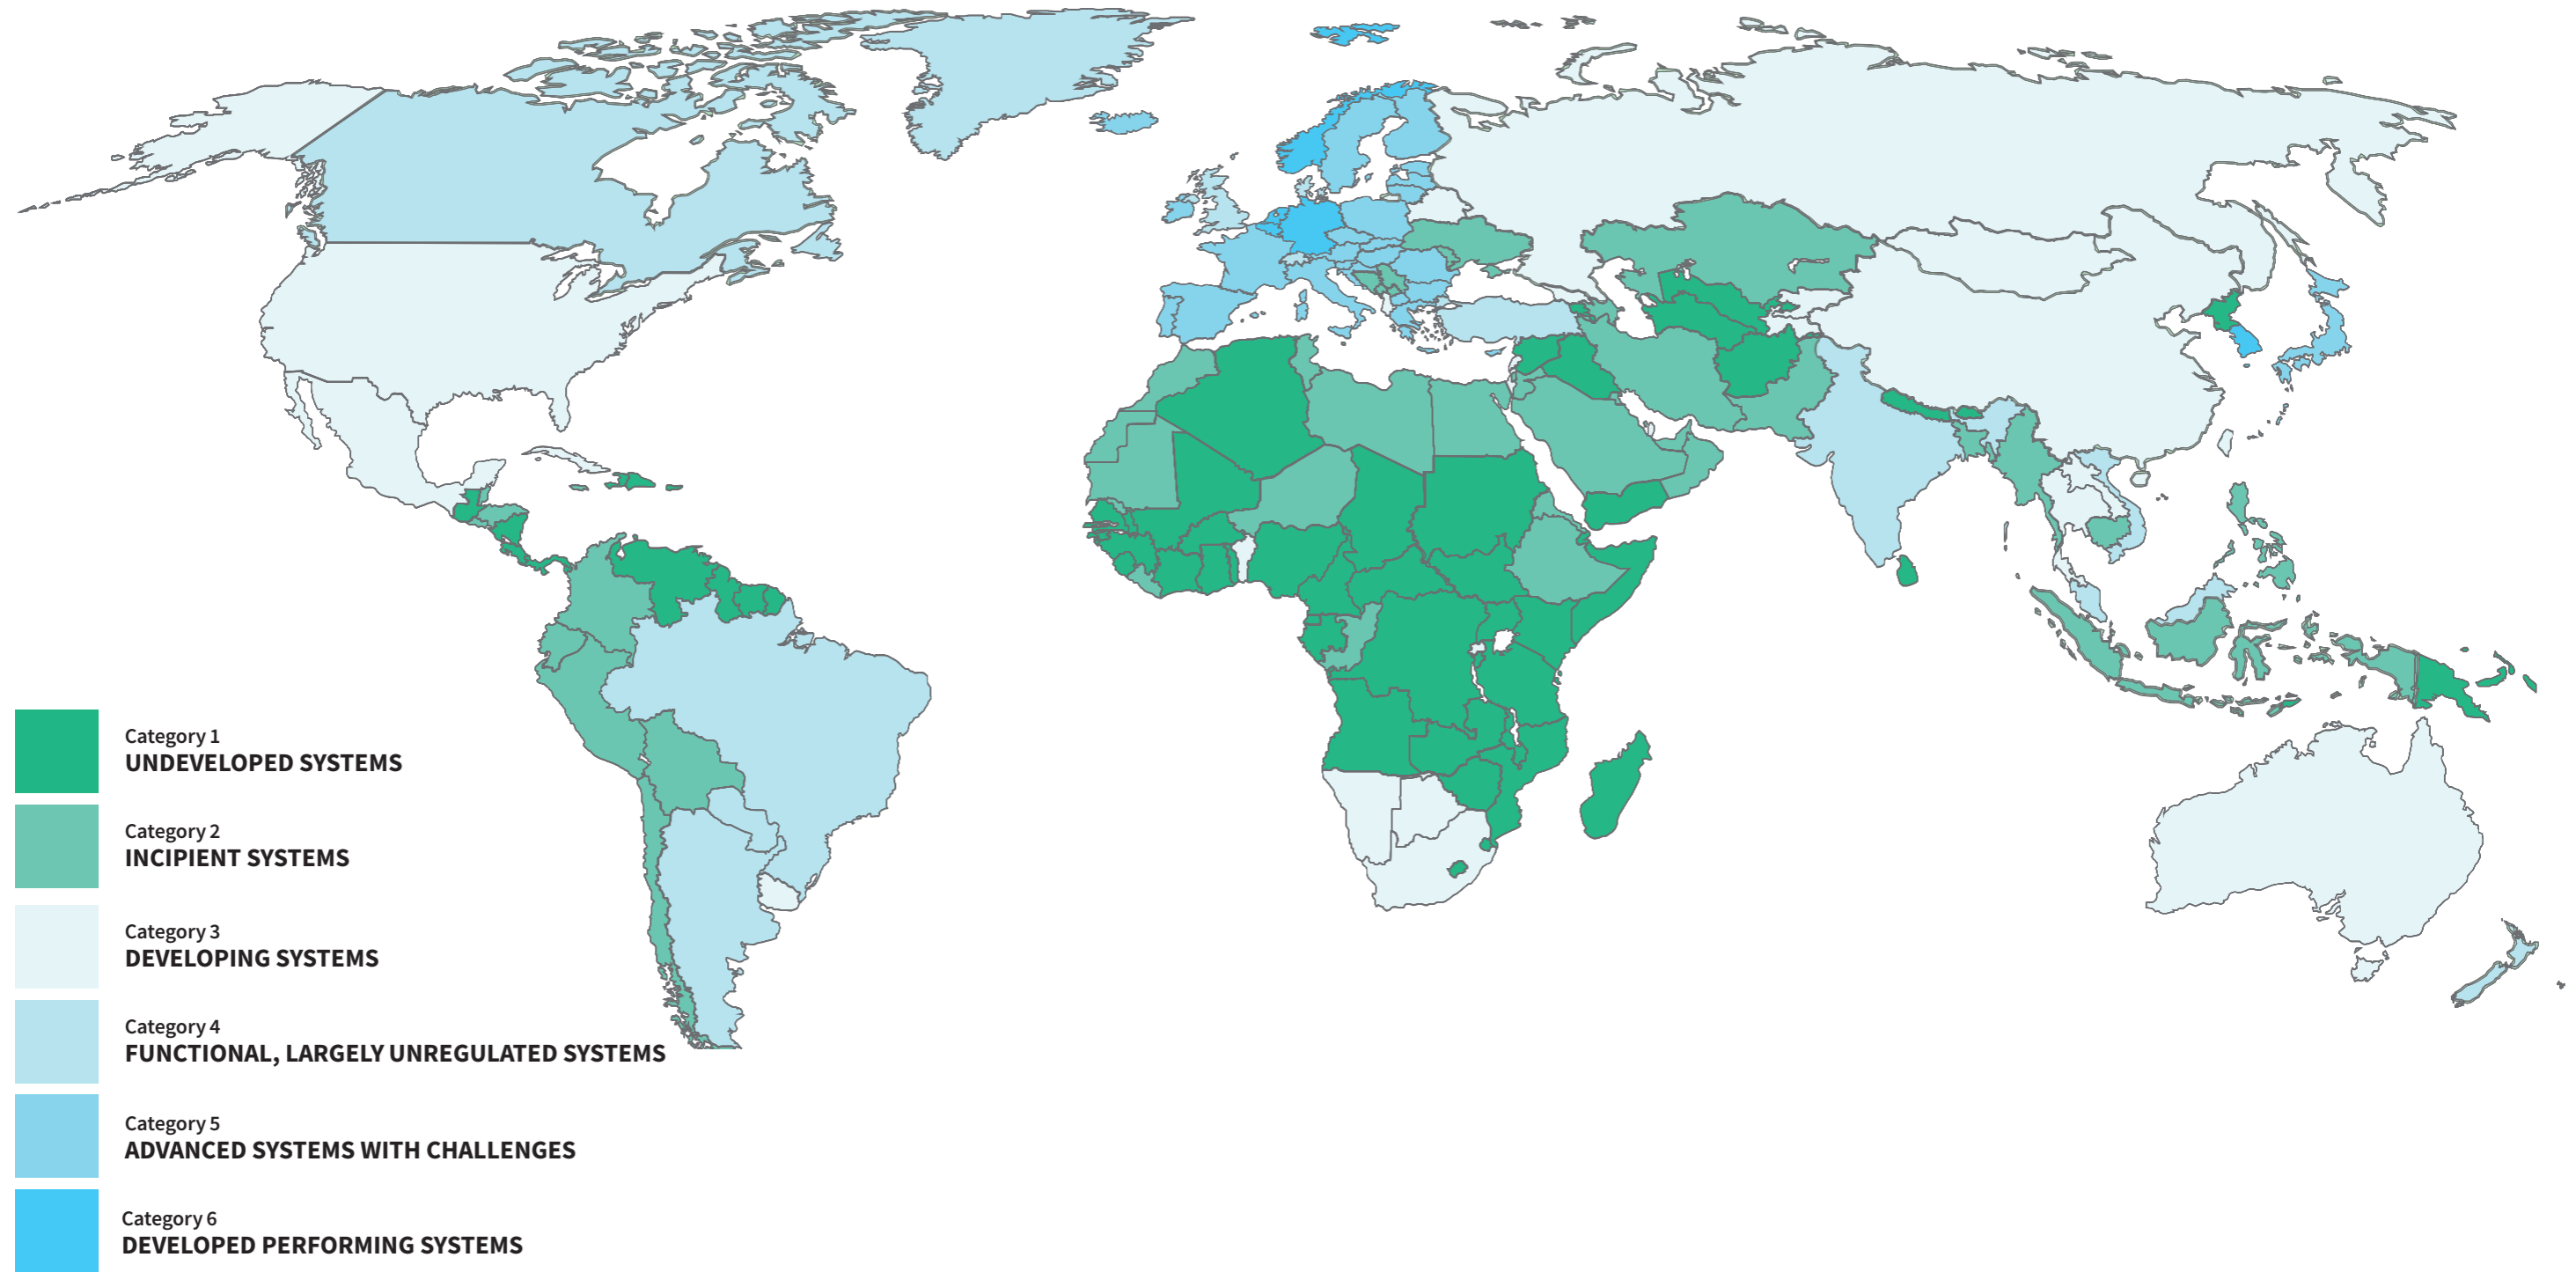 Category 1
UNDEVELOPED SYSTEMS
Category 2
INCIPIENT SYSTEMS
Category 3
DEVELOPING SYSTEMS
Category 4
FUNCTIONAL, LARGELY UNREGULATED SYSTEMS
Category 5
ADVANCED SYSTEMS WITH CHALLENGES
Category 6
DEVELOPED PERFORMING SYSTEMS